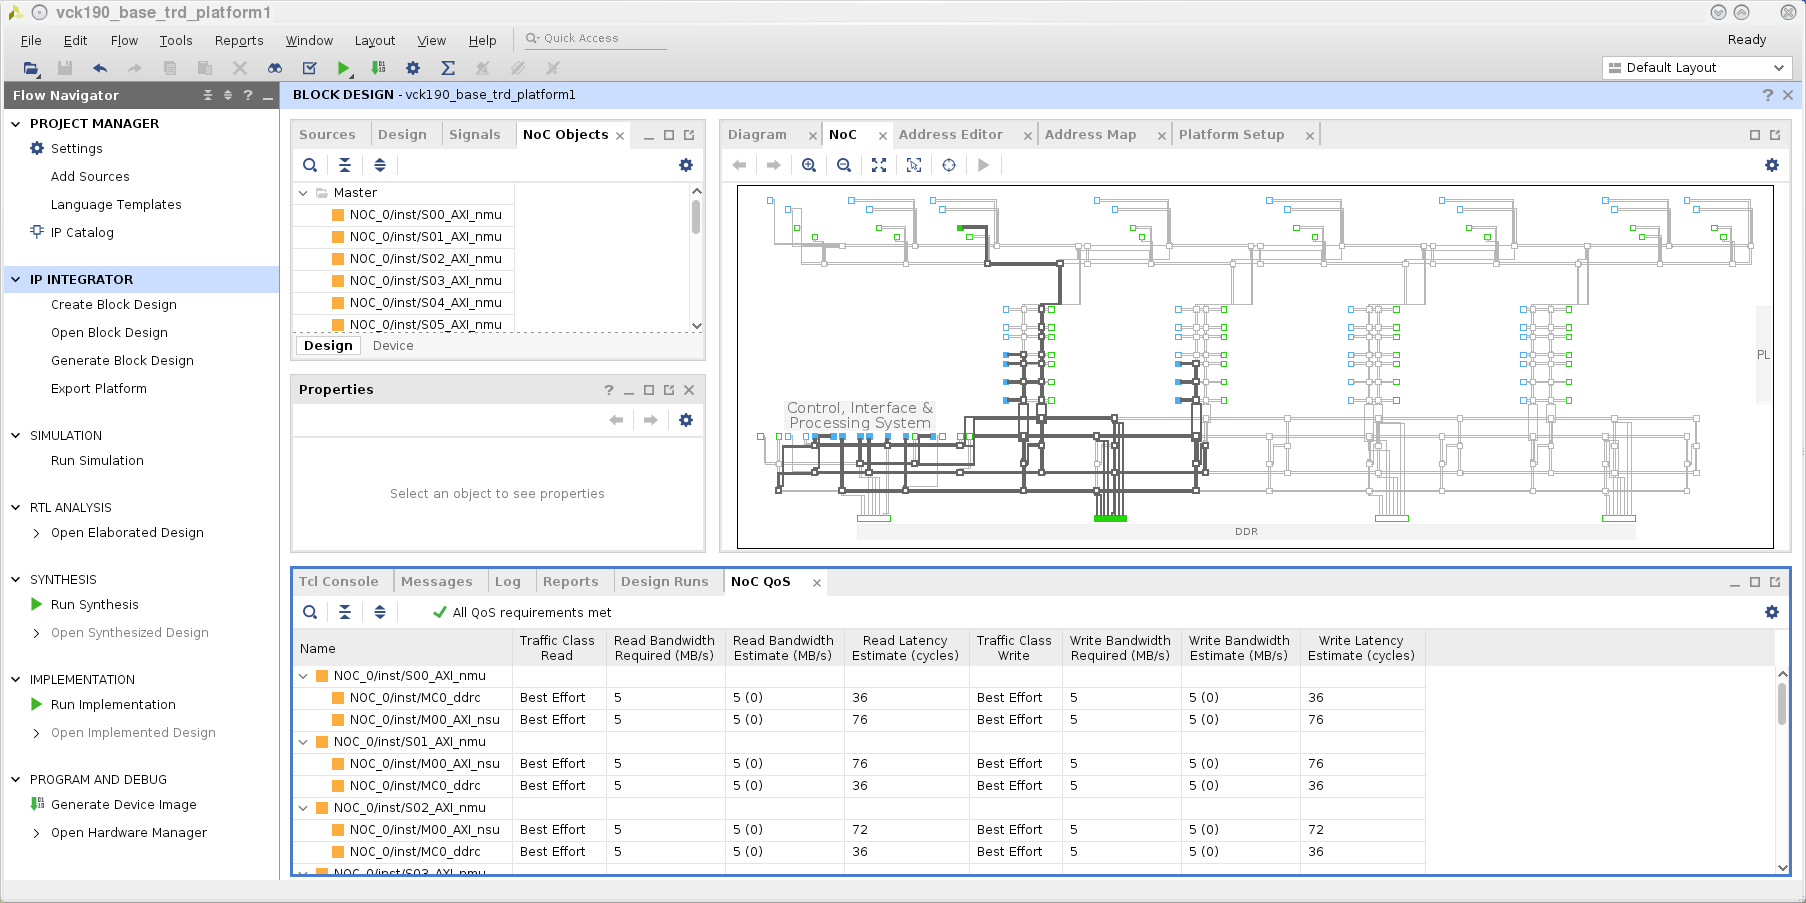 vck190_base_trd_platform1
File Edit Flow Tools Reports Window Layout View Help Quick Access Ready
Default Layout
Flow Navigator
PROJECT MANAGER
Settings
Add Sources
Language Templates
IP Catalog
IP INTEGRATOR
Create Block Design
Open Block Design
Generate Block Design
Export Platform
SIMULATION
Run Simulation
RTL ANALYSIS
Open Elaborated Design
SYNTHESIS
Run Synthesis
Open Synthesized Design
IMPLEMENTATION
Run Implementation
Open Implemented Design
PROGRAM AND DEBUG
Generate Device Image
Open Hardware Manager
BLOCK DESIGN - vck190_base_trd_platform1
Sources Design Signals NoC Objects
Master
NOC_0/inst/S00_AXI_nmu
NOC_0/inst/S01_AXI_nmu
NOC_0/inst/S02_AXI_nmu
NOC_0/inst/S03_AXI_nmu
NOC_0/inst/S04_AXI_nmu
NOC_0/inst/S05_AXI_nmu
Design Device
Properties
Select an object to see properties
Diagram NoC Address Editor Address Map Platform Setup
PL
Control, Interface &
Processing System
DDR
Tcl Console Messages Log Reports Design Runs NoC QoS
All QoS requirements met
Name Traffic Class Read Read Bandwidth Required (MB/s) Read Bandwidth Estimate (MB/s) Read Latency Estimate (cycles) Traffic Class Write Write Bandwidth Required (MB/s) Write Bandwidth Estimate (MB/s) Write Latency Estimate (cycles)
NOC_0/inst/S00_AXI_nmu
NOC_0/inst/MC0_ddrc Best Effort 5 5 (0) 36 Best Effort 5 5 (0) 36
NOC_0/inst/M00_AXI_nsu Best Effort 5 5 (0) 76 Best Effort 5 5 (0) 76
NOC_0/inst/S01_AXI_nmu
NOC_0/inst/M00_AXI_nsu Best Effort 5 5 (0) 76 Best Effort 5 5 (0) 76
NOC_0/inst/MC0_ddrc Best Effort 5 5 (0) 36 Best Effort 5 5 (0) 36
NOC_0/inst/S02_AXI_nmu
NOC_0/inst/M00_AXI_nsu Best Effort 5 5 (0) 72 Best Effort 5 5 (0) 72
NOC_0/inst/MC0_ddrc Best Effort 5 5 (0) 36 Best Effort 5 5 (0) 36
NOC_0/inst/S03_AXI_nmu